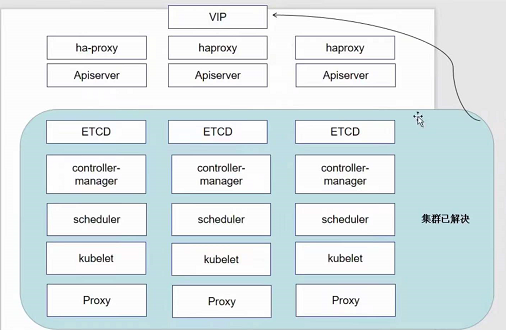 VIP
ha-proxy haproxy haproxy
Apiserver Apiserver Apiserver
ETCD ETCD ETCD
controller- controller- controller-
manager manager manager
scheduler scheduler scheduler
集群已解决
kubelet kubelet kubelet
Proxy Proxy Proxy